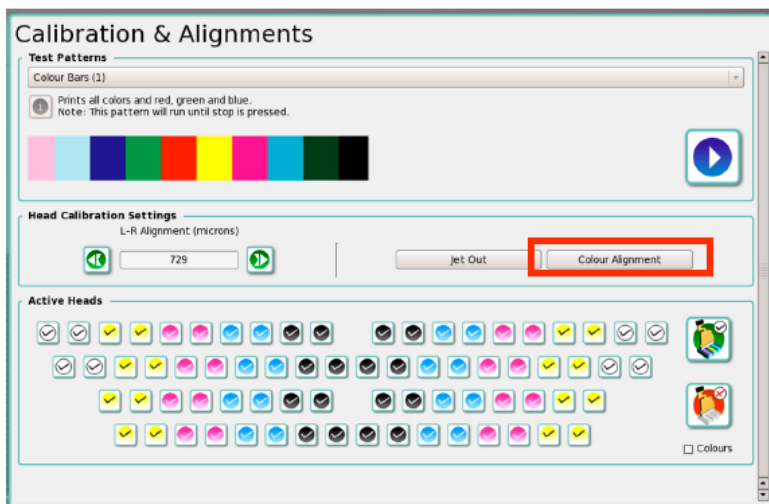 Calibration & Alignments
Test Patterns
Colour Bars (1)
Prints all colors and red, green and blue.
Note: This pattern will run until stop is pressed.
Head Calibration Settings
L-R Alignment (microns)
729
Jet Out
Colour Alignment
Active Heads
Colours